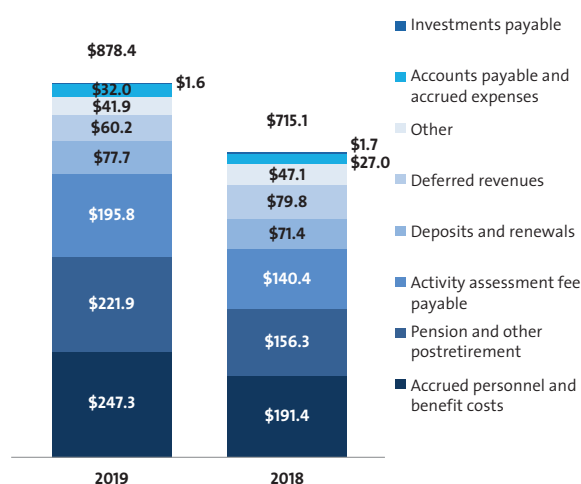 $878.4
$1.6
$32.0
$41.9
$60.2
$77.7
$195.8
$221.9
$247.3
2019
$715.1
$1.7
$27.0
$47.1
$79.8
$71.4
$140.4
$156.3
$191.4
2018
Investments payable
Accounts payable and
accrued expenses
Other
Deferred revenues
Deposits and renewals
Activity assessment fee
payable
Pension and other
postretirement
Accrued personnel and
benefit costs